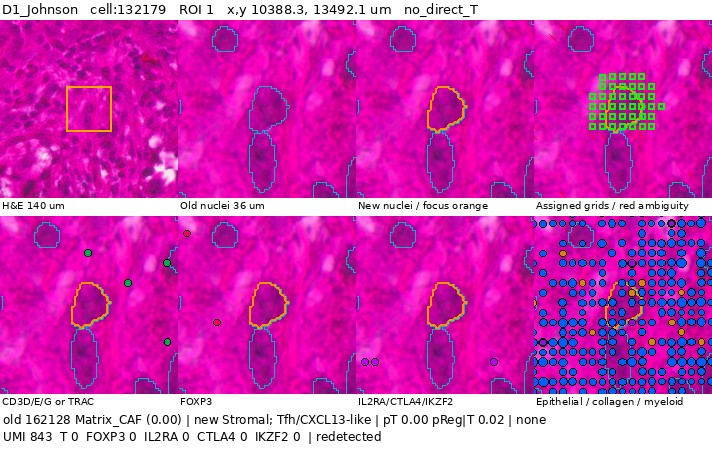 D1_Johnson cell:132179 ROI 1 x,y 10388.3, 13492.1 um no_direct_T
H&E 140 um
Old nuclei 36 um
New nuclei / focus orange
Assigned grids / red ambiguity
CD3D/E/G or TRAC
FOXP3
IL2RA/CTLA4/IKZF2
Epithelial / collagen / myeloid
old 162128 Matrix_CAF (0.00) | new Stromal; Tfh/CXCL13-like | pT 0.00 pReg|T 0.02 | none
UMI 843 T 0 FOXP3 0 IL2RA 0 CTLA4 0 IKZF2 0 | redetected